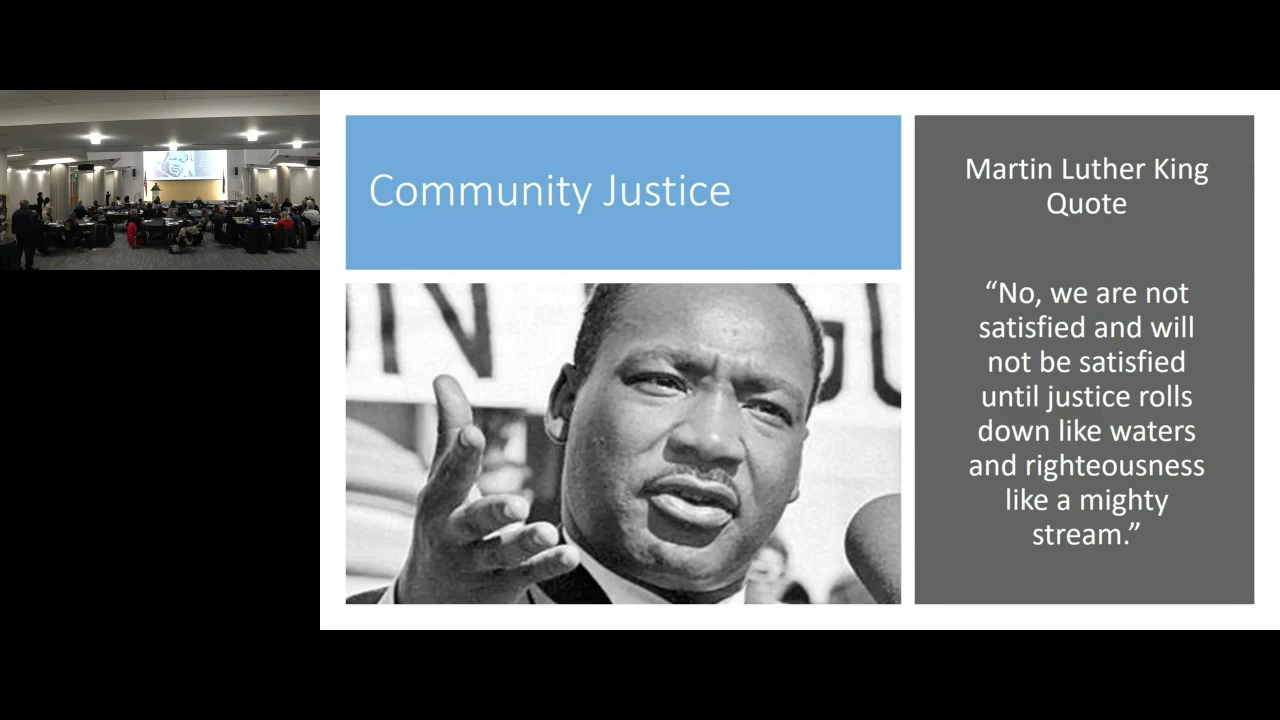 Community Justice
Martin Luther King
Quote
“No, we are not
satisfied and will
not be satisfied
until justice rolls
down like waters
and righteousness
like a mighty
stream.”
IN